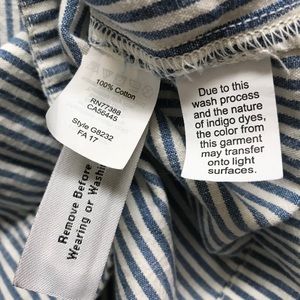 100% Cotton
RN77388
CA56445
Style G8232
FA 17
Remove Before
Wearing or Washing
Due to this
wash process
and the nature
of indigo dyes,
the color from
this garment
may transfer
onto light
surfaces.